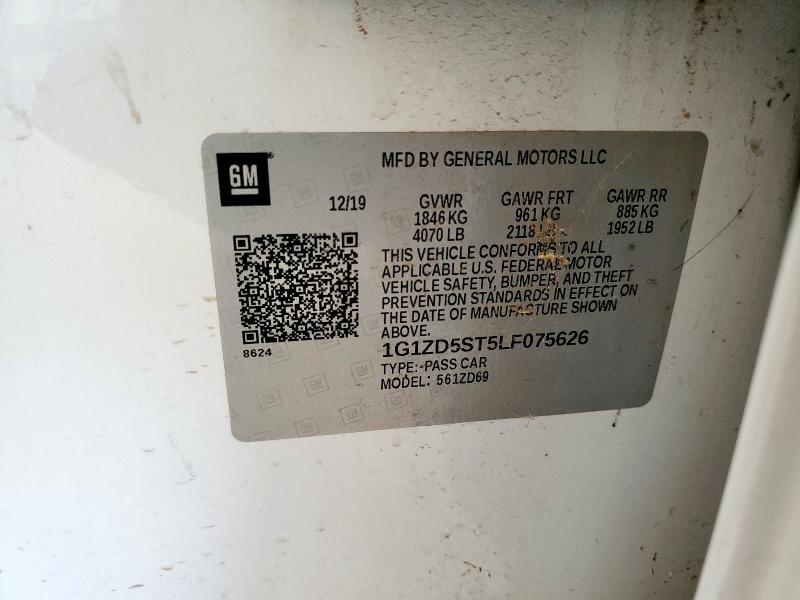 GM
MFD BY GENERAL MOTORS LLC
12/19 GVWR GAWR FRT GAWR RR
1846 KG 961 KG 885 KG
4070 LB 2118 LB 1952 LB
THIS VEHICLE CONFORMS TO ALL
APPLICABLE U.S. FEDERAL MOTOR
VEHICLE SAFETY, BUMPER, AND THEFT
PREVENTION STANDARDS IN EFFECT ON
THE DATE OF MANUFACTURE SHOWN
ABOVE.
8624
1G1ZD5ST5LF075626
TYPE:-PASS CAR
MODEL: 561ZD69